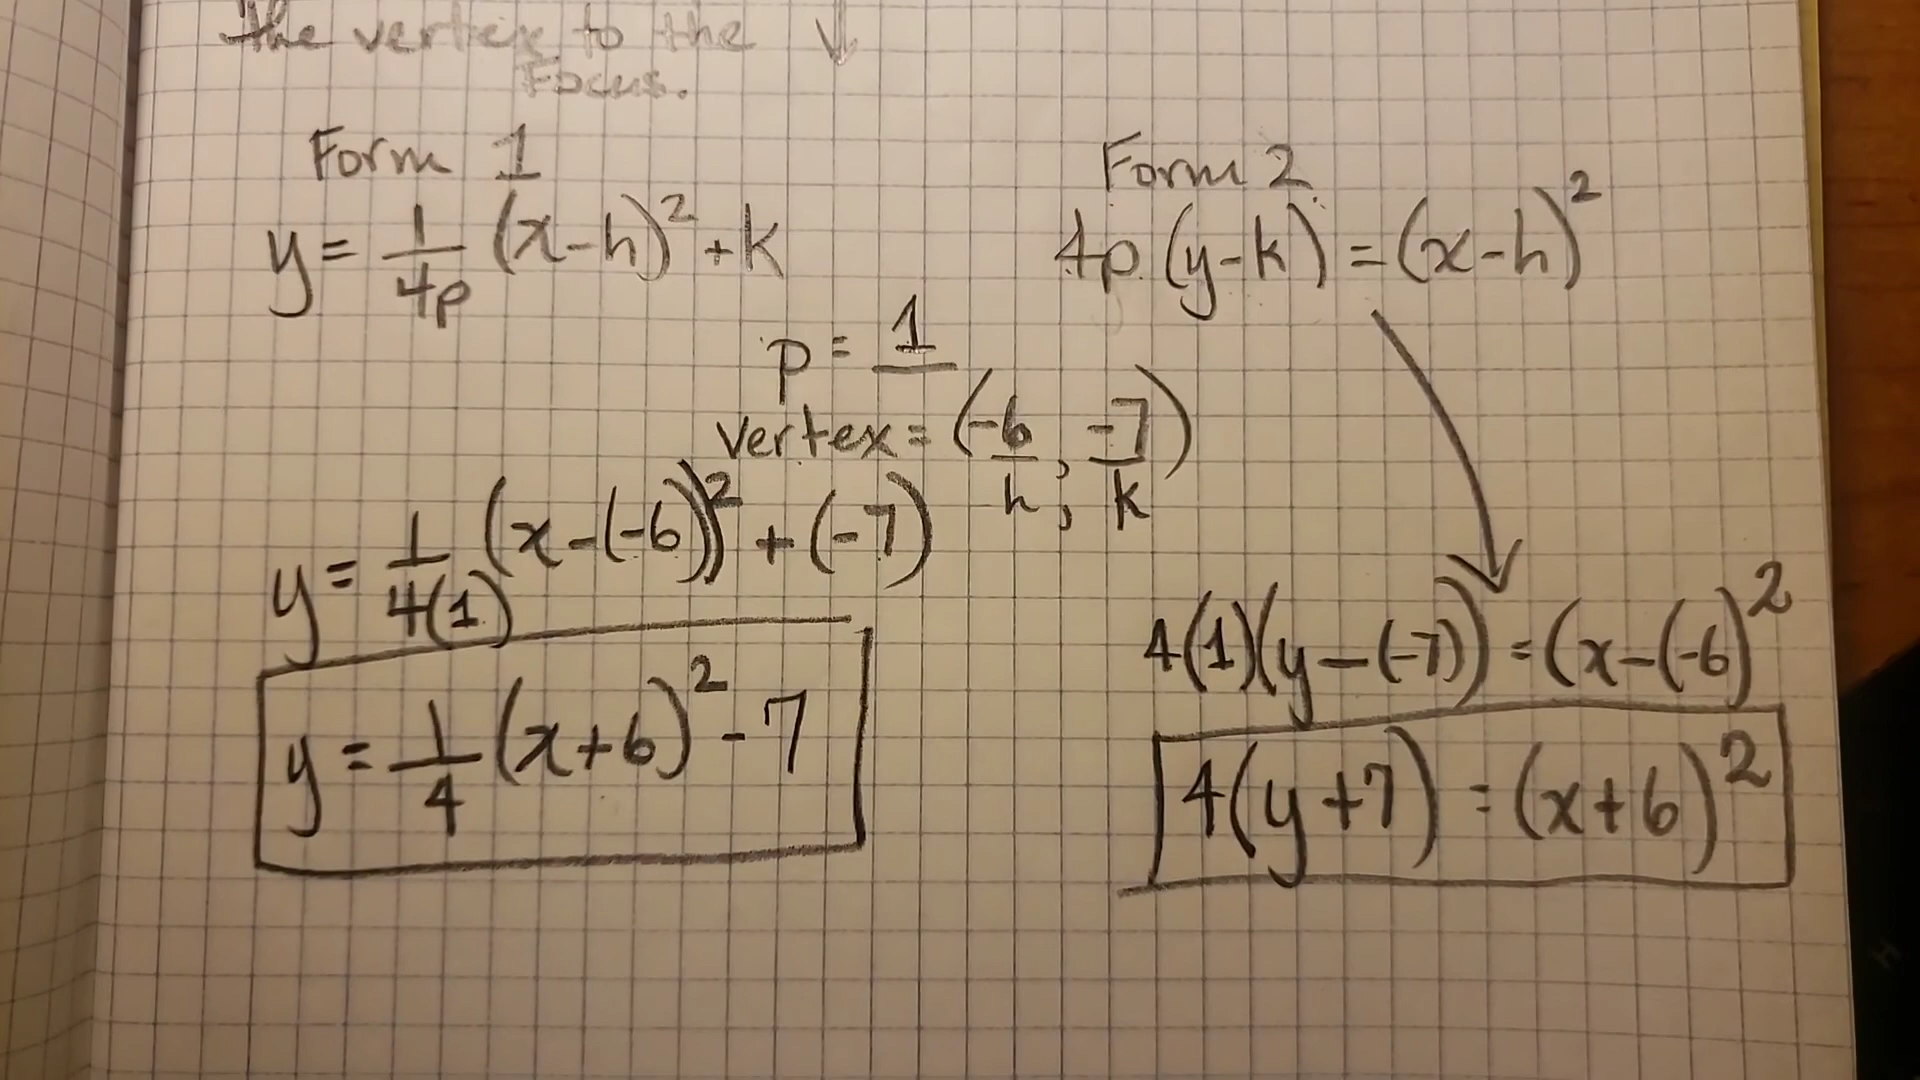 The vertex to the ↓
Focus.
Form 1
y = 1/4p (x-h)² + k
Form 2
4p (y-k) = (x-h)²
p = 1
vertex = (-6, -7)
h, k
y = 1/4(1) (x-(-6))² + (-7)
y = 1/4 (x+6)² - 7
4(1)(y-(-7)) = (x-(-6)²
4(y+7) = (x+6)²